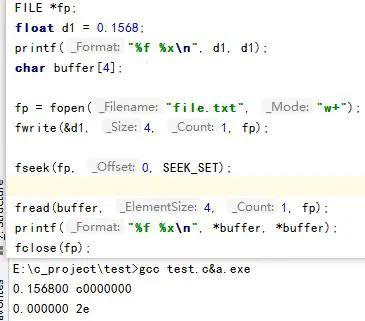 FILE *fp;
float d1 = 0.1568;
printf( _Format: "%f %x\n", d1, d1);
char buffer[4];
fp = fopen( _Filename: "file.txt", _Mode: "w+");
fwrite(&d1, _Size: 4, _Count: 1, fp);
fseek(fp, _Offset: 0, SEEK_SET);
fread(buffer, _ElementSize: 4, _Count: 1, fp);
printf( _Format: "%f %x\n", *buffer, *buffer);
fclose(fp);
E:\c_project\test>gcc test.c&a.exe
0.156800 c0000000
0.000000 2e